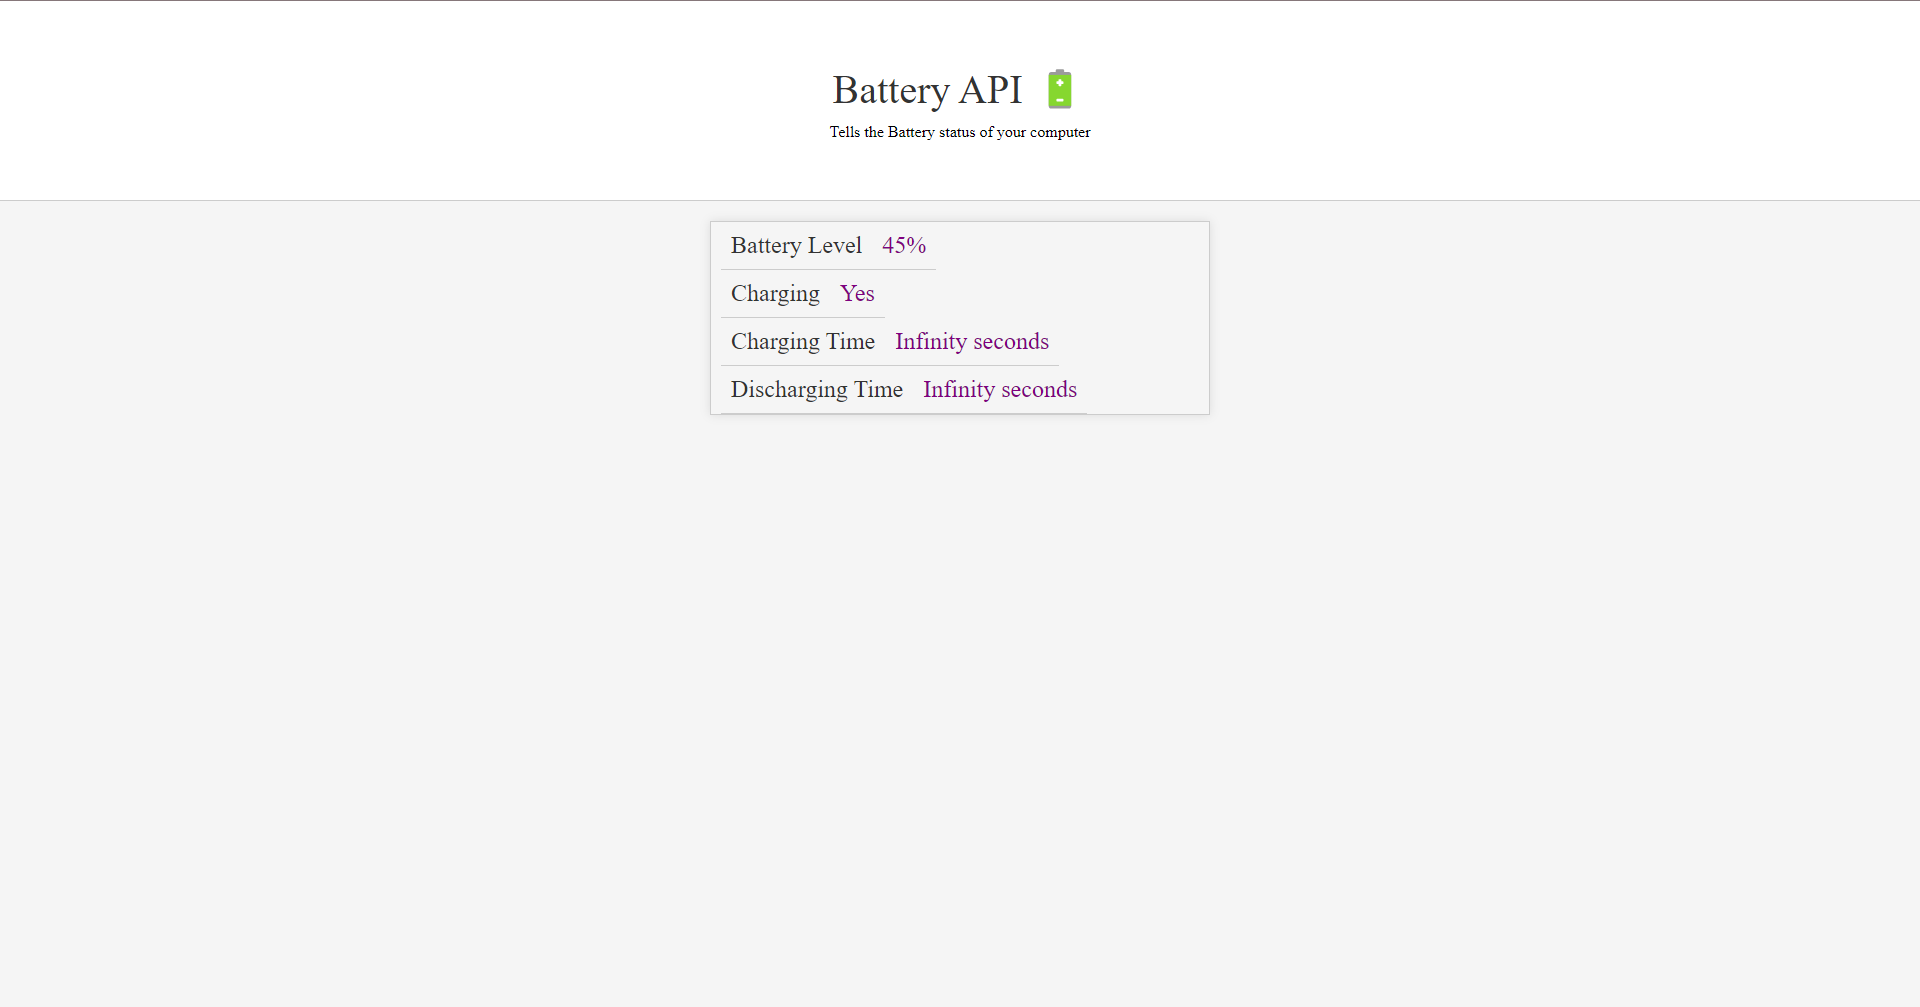 Battery API
Tells the Battery status of your computer
Battery Level 45%
Charging Yes
Charging Time Infinity seconds
Discharging Time Infinity seconds